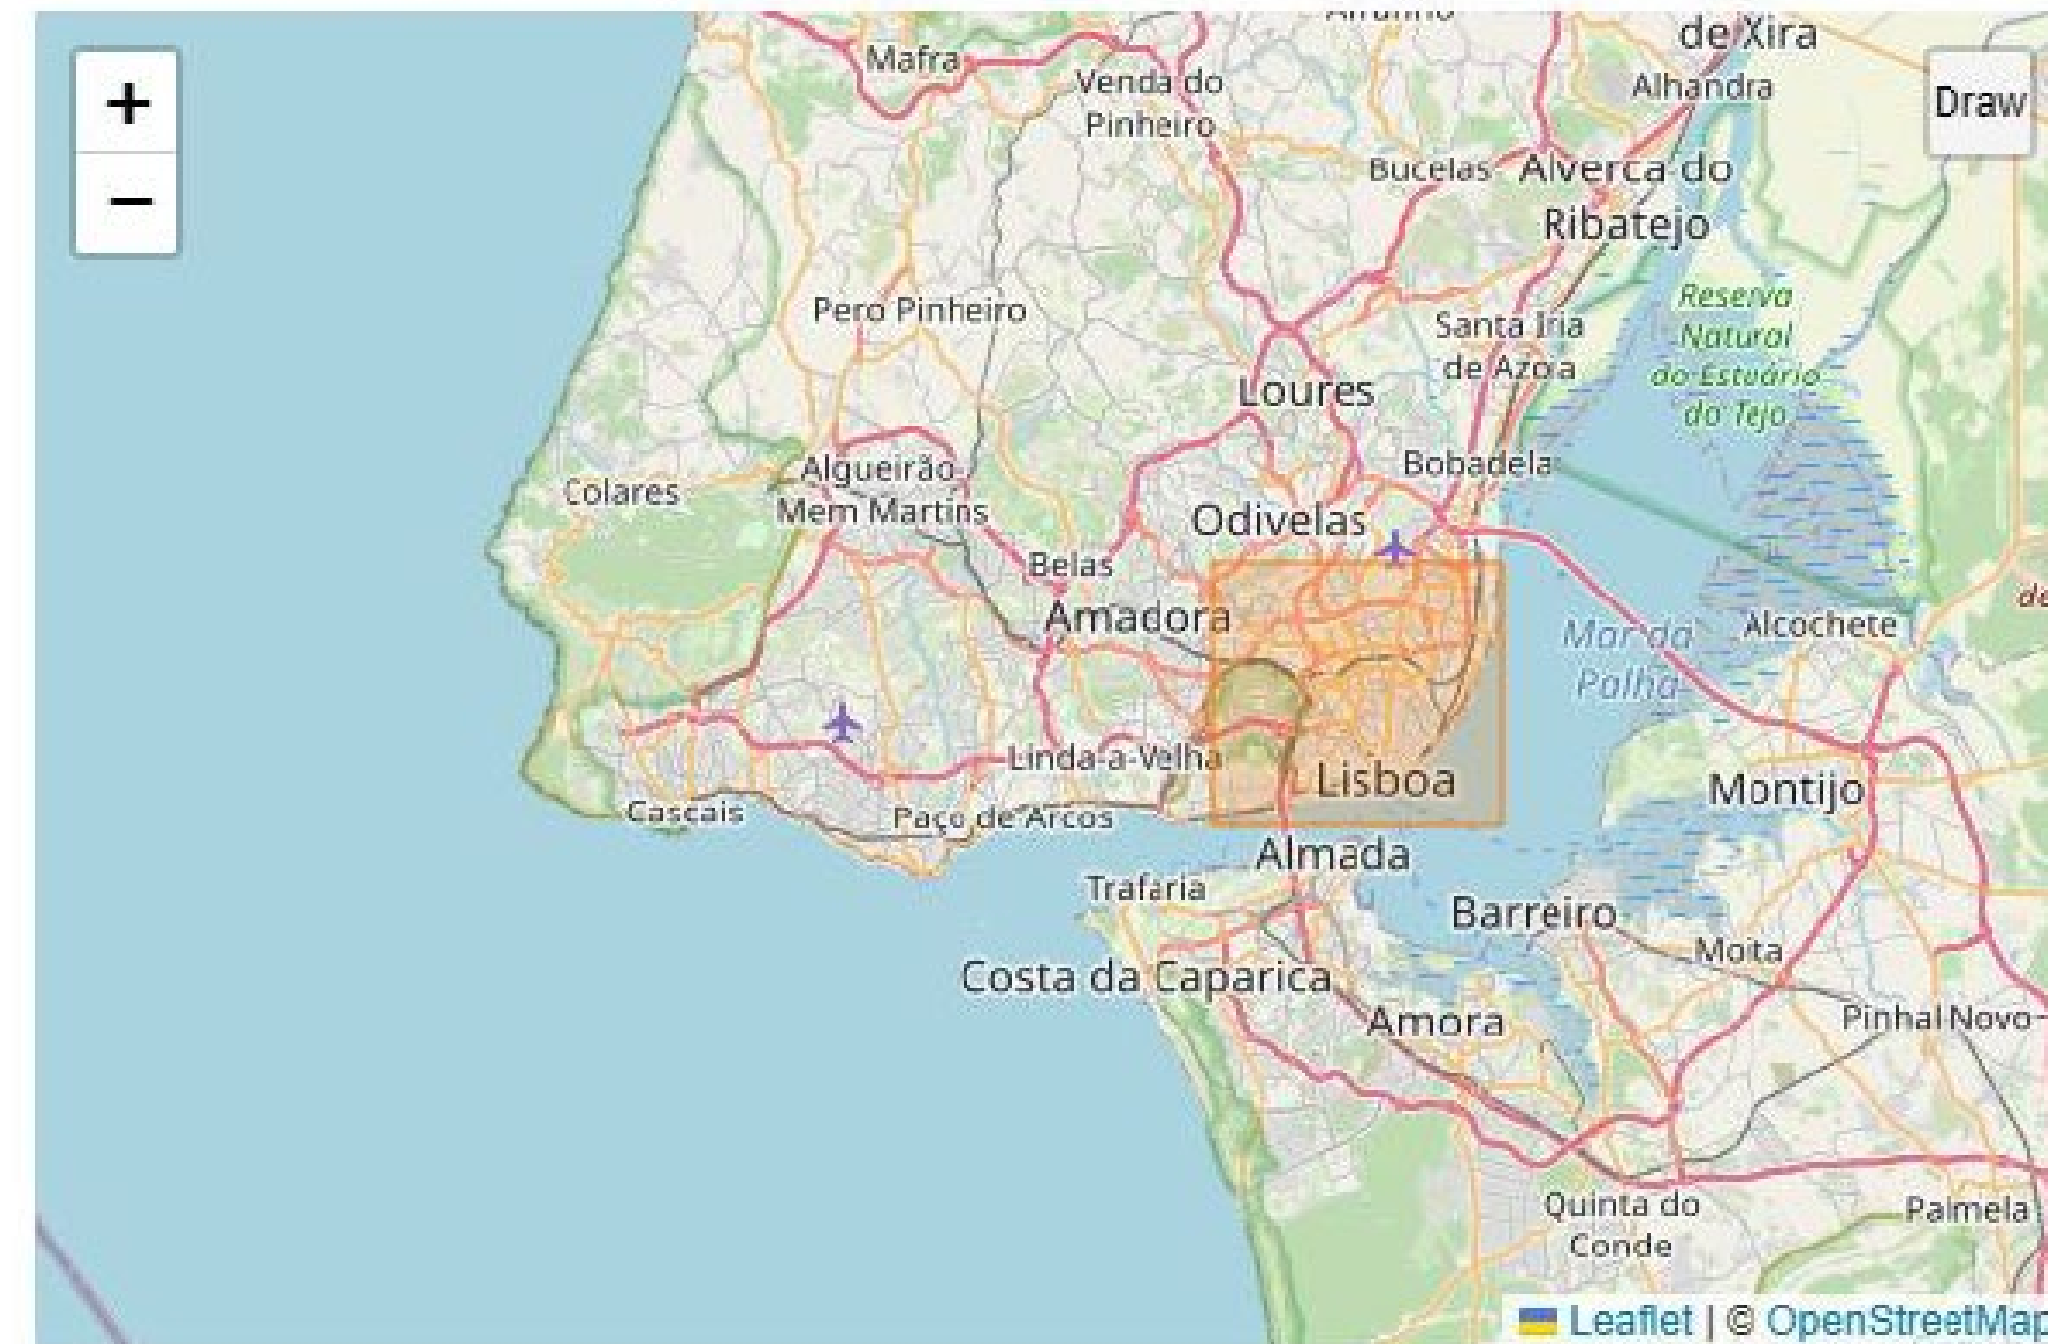 de Xira
Mafra
+
Venda do
Pinheiro
Alhandra
Draw
−
Bucelas
Alverca do
Ribatejo
Pero Pinheiro
Reserva
Natural
do Estuário
do Tejo
Santa Iria
de Azoia
Loures
Algueirão
Mem Martins
Colares
Bobadela
Odivelas
Belas
Amadora
Mar da
Palha
Alcochete
de
Linda-a-Velha
Lisboa
Montijo
Cascais
Paço de Arcos
Almada
Trafaria
Barreiro
Moita
Costa da Caparica
Amora
Pinhal Novo
Quinta do
Conde
Palmela
Leaflet | © OpenStreetMap